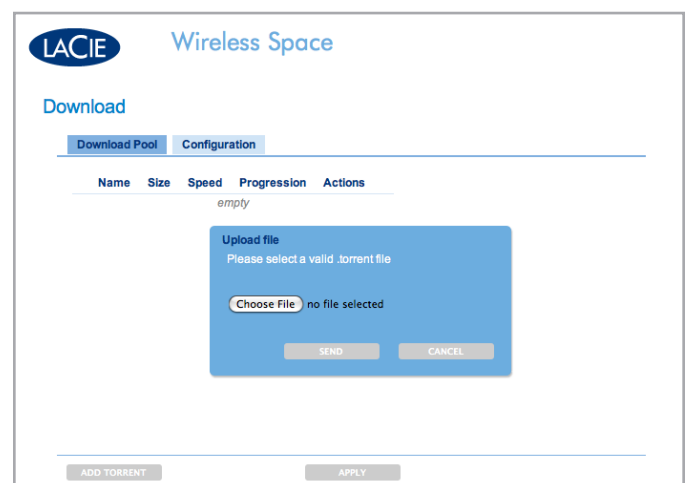 LACIE Wireless Space
Download
Download Pool Configuration
Name Size Speed Progression Actions
empty
Upload file
Please select a valid .torrent file
Choose File no file selected
SEND CANCEL
ADD TORRENT APPLY